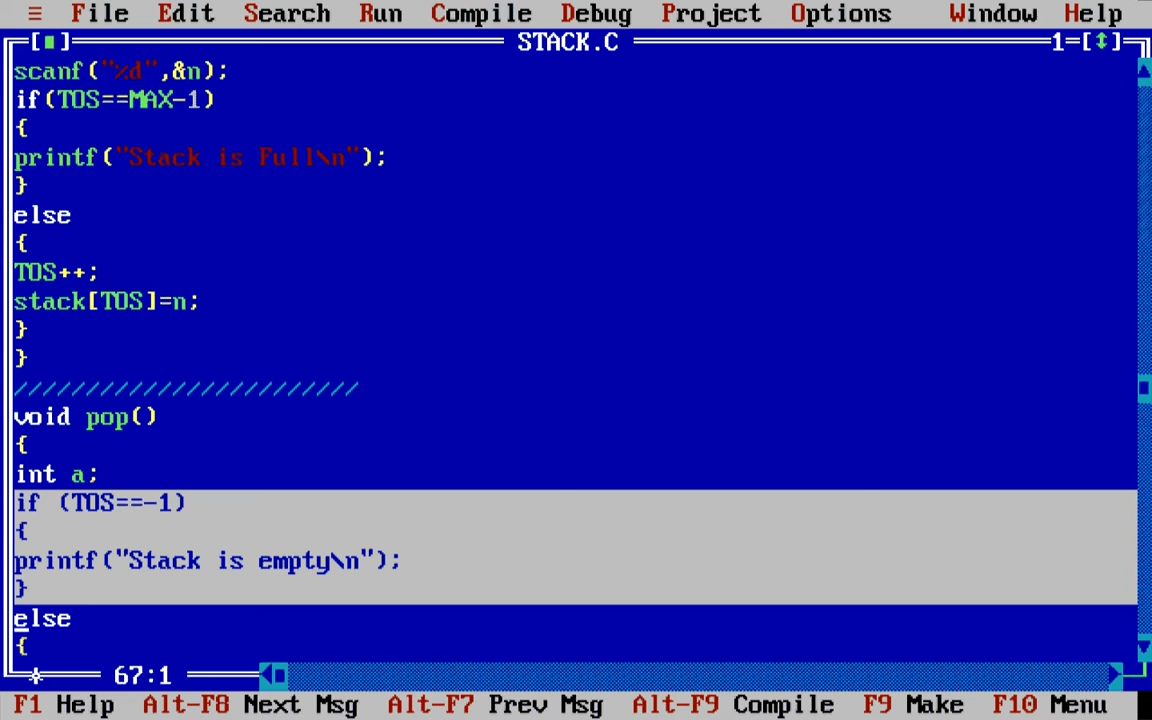 ≡ File Edit Search Run Compile Debug Project Options Window Help
[■] STACK.C 1=[↕]
scanf("%d",&n);
if(TOS==MAX-1)
{
printf("Stack is Full\n");
}
else
{
TOS++;
stack[TOS]=n;
}
}
////////////////////////
void pop()
{
int a;
if (TOS==-1)
{
printf("Stack is empty\n");
}
else
{
67:1
F1 Help Alt-F8 Next Msg Alt-F7 Prev Msg Alt-F9 Compile F9 Make F10 Menu